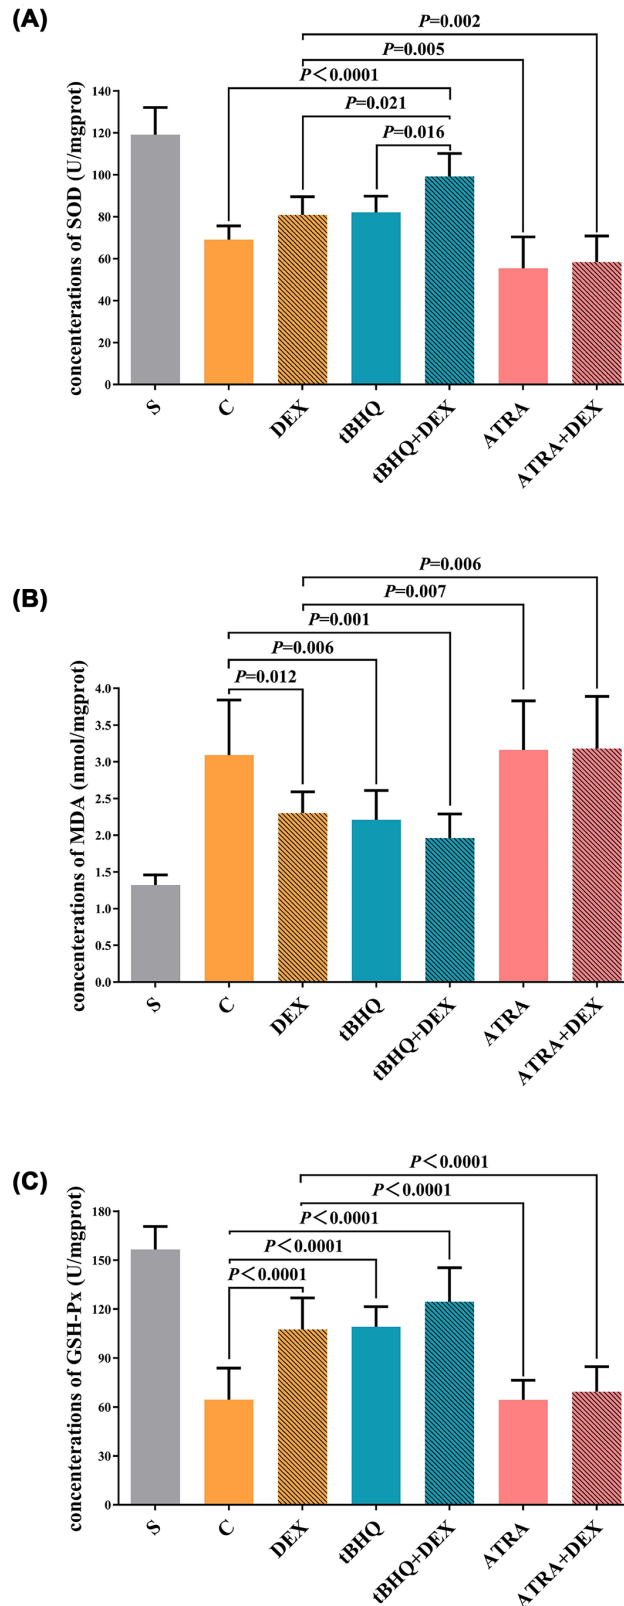 (A)
P=0.002
P=0.005
P＜0.0001
P=0.021
P=0.016
concenterations of SOD (U/mgprot)
140
120
100
80
60
40
20
0
S
C
DEX
tBHQ
tBHQ+DEX
ATRA
ATRA+DEX
(B)
P=0.006
P=0.007
P=0.001
P=0.006
P=0.012
concenterations of MDA (nmol/mgprot)
4.0
3.5
3.0
2.5
2.0
1.5
1.0
0.5
0.0
S
C
DEX
tBHQ
tBHQ+DEX
ATRA
ATRA+DEX
(C)
P＜0.0001
P＜0.0001
P＜0.0001
P＜0.0001
P＜0.0001
concenterations of GSH-Px (U/mgprot)
180
150
120
90
60
30
0
S
C
DEX
tBHQ
tBHQ+DEX
ATRA
ATRA+DEX